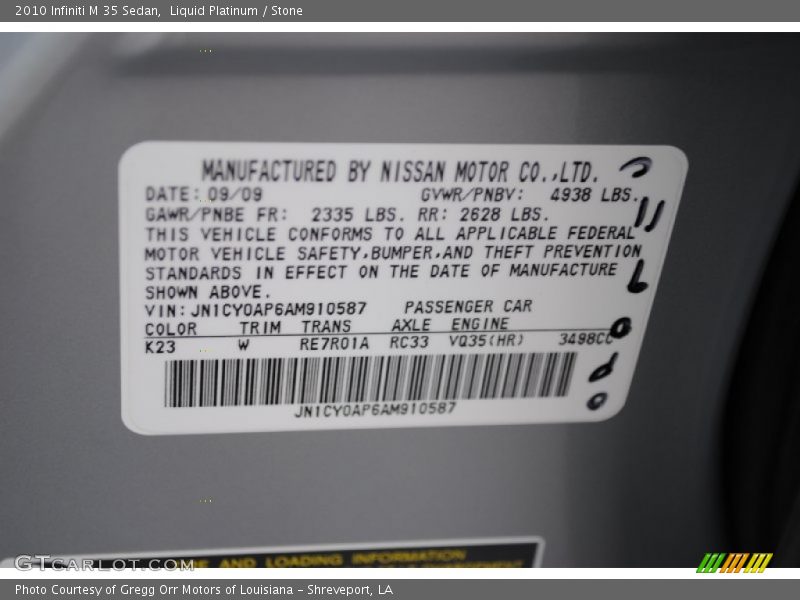 2010 Infiniti M 35 Sedan,  Liquid Platinum / Stone
MANUFACTURED BY NISSAN MOTOR CO.,LTD.
DATE: 09/09 GVWR/PNBV: 4938 LBS.
GAWR/PNBE FR: 2335 LBS. RR: 2628 LBS.
THIS VEHICLE CONFORMS TO ALL APPLICABLE FEDERAL
MOTOR VEHICLE SAFETY,BUMPER,AND THEFT PREVENTION
STANDARDS IN EFFECT ON THE DATE OF MANUFACTURE
SHOWN ABOVE.
VIN: JN1CY0AP6AM910587 PASSENGER CAR
COLOR TRIM TRANS AXLE ENGINE
K23 W RE7R01A RC33 VQ35(HR) 3498CC
JN1CY0AP6AM910587
AND LOADING INFORMATION
GTCARLOT.COM
Photo Courtesy of Gregg Orr Motors of Louisiana - Shreveport, LA